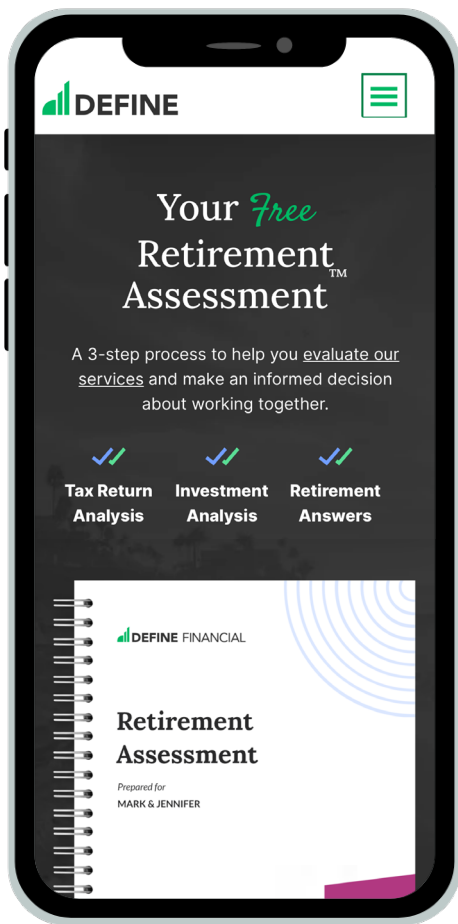 DEFINE
Your Free
Retirement
Assessment™
A 3-step process to help you evaluate our
services and make an informed decision
about working together.
Tax Return
Analysis
Investment
Analysis
Retirement
Answers
DEFINE FINANCIAL
Retirement
Assessment
Prepared for
MARK & JENNIFER